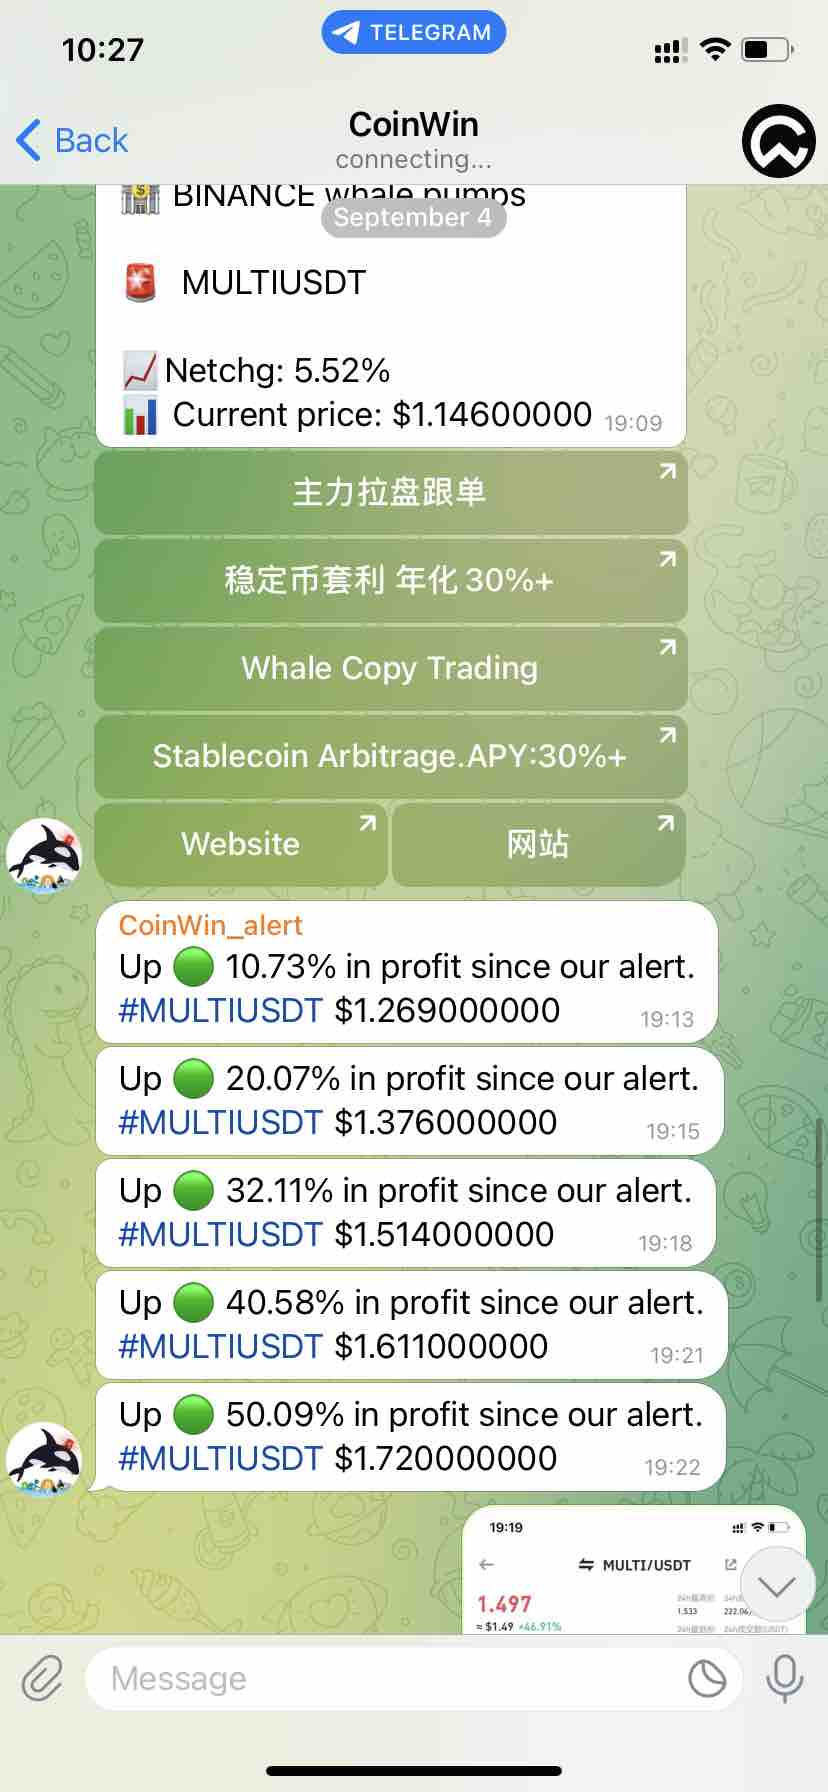 10:27
TELEGRAM
Back
CoinWin
connecting...
BINANCE whale pumps
September 4
MULTIUSDT
Netchg: 5.52%
Current price: $1.14600000 19:09
主力拉盘跟单
稳定币套利 年化30%+
Whale Copy Trading
Stablecoin Arbitrage.APY:30%+
Website
网站
CoinWin_alert
Up 🟢 10.73% in profit since our alert.
#MULTIUSDT $1.269000000 19:13
Up 🟢 20.07% in profit since our alert.
#MULTIUSDT $1.376000000 19:15
Up 🟢 32.11% in profit since our alert.
#MULTIUSDT $1.514000000 19:18
Up 🟢 40.58% in profit since our alert.
#MULTIUSDT $1.611000000 19:21
Up 🟢 50.09% in profit since our alert.
#MULTIUSDT $1.720000000 19:22
19:19
MULTI/USDT
1.497
≈ $1.49 +46.91%
1.533
Message